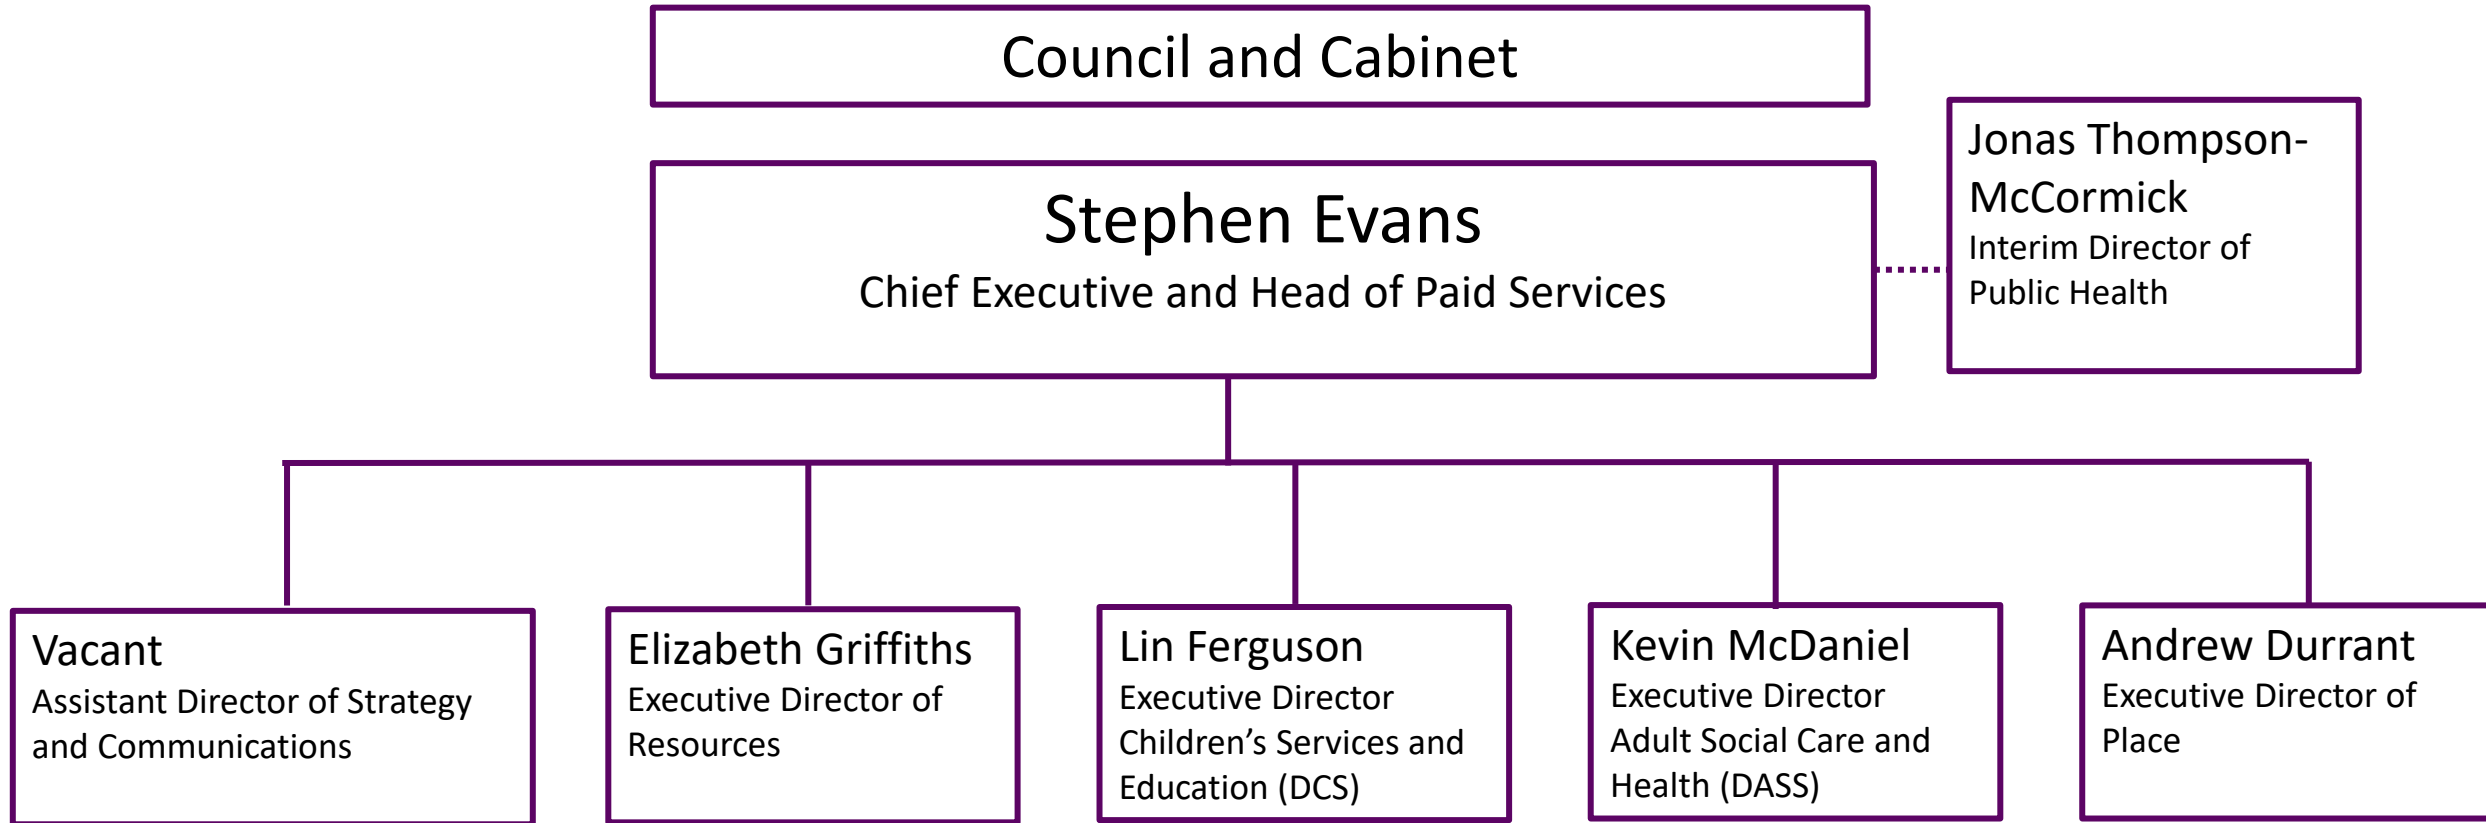 Council and Cabinet
Stephen Evans
Chief Executive and Head of Paid Services
Jonas Thompson-
McCormick
Interim Director of
Public Health
Vacant
Assistant Director of Strategy
and Communications
Elizabeth Griffiths
Executive Director of
Resources
Lin Ferguson
Executive Director
Children’s Services and
Education (DCS)
Kevin McDaniel
Executive Director
Adult Social Care and
Health (DASS)
Andrew Durrant
Executive Director of
Place